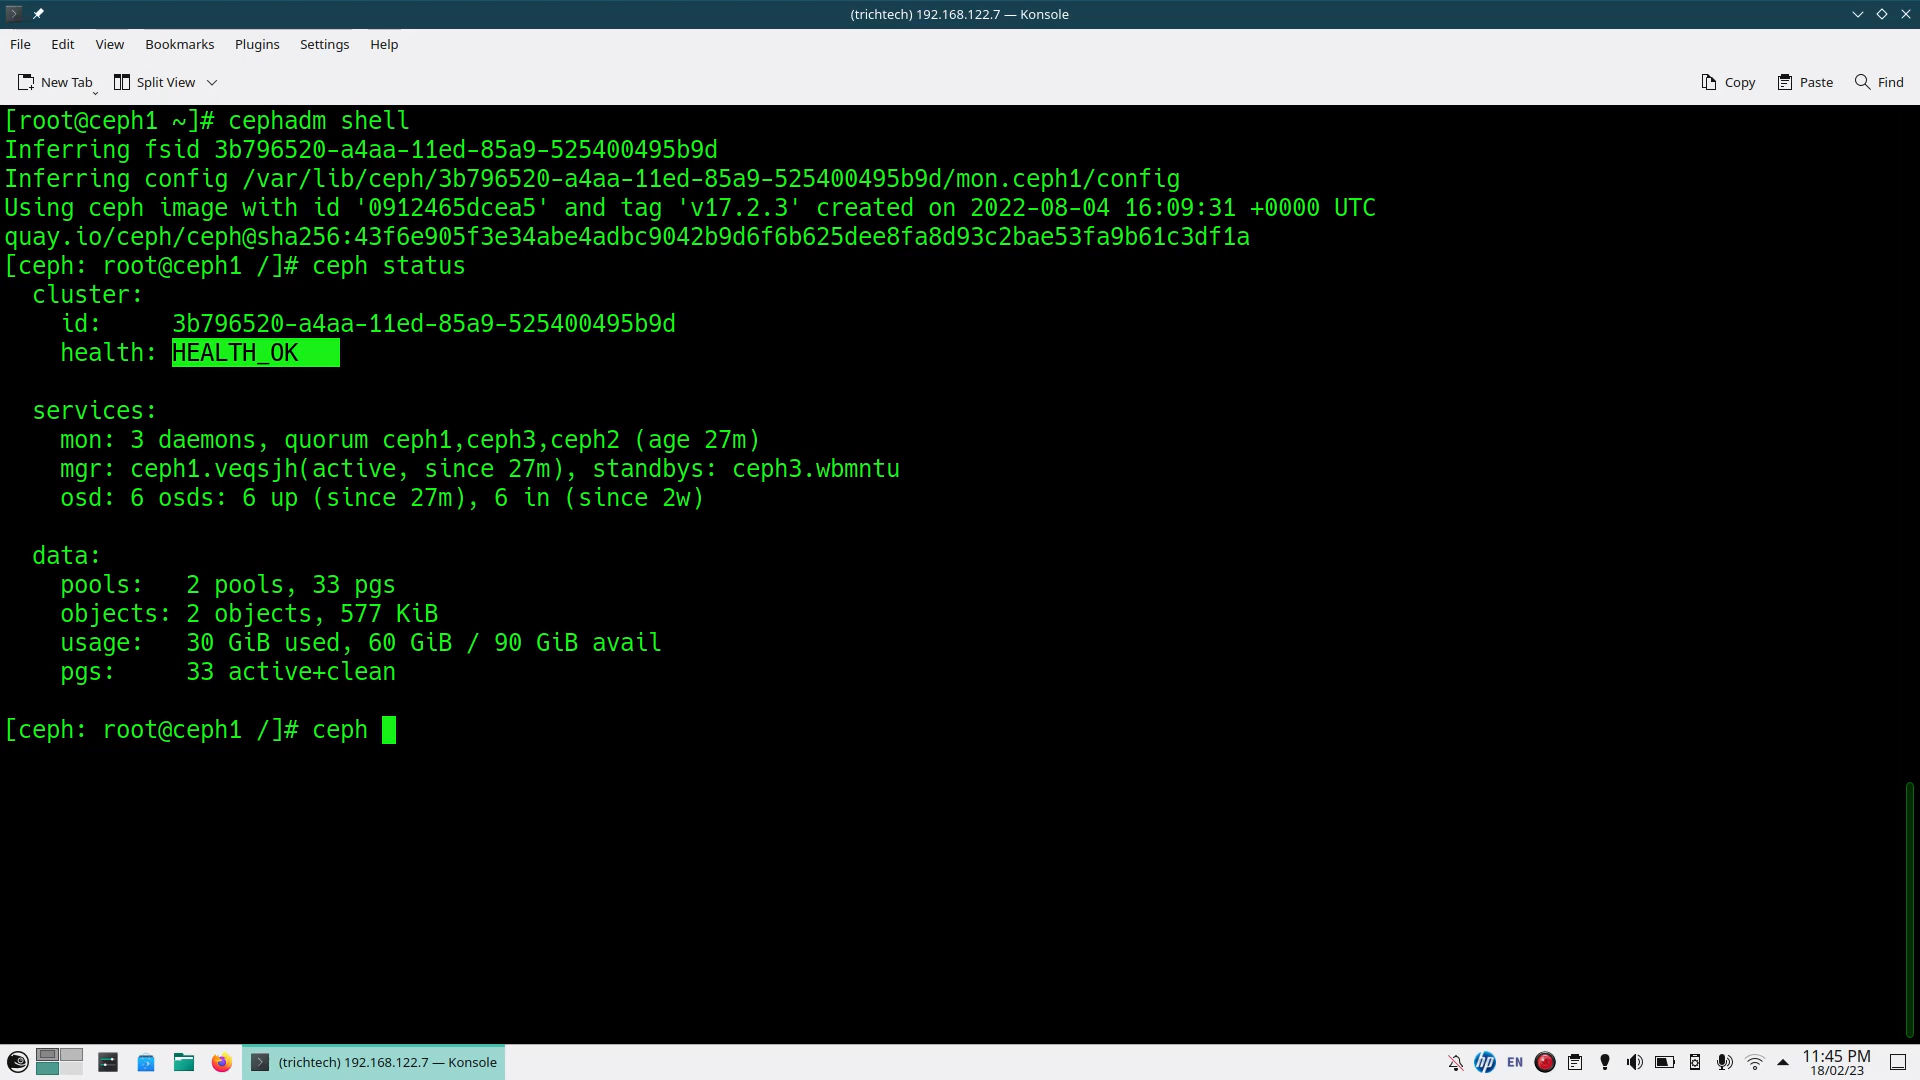 (trichtech) 192.168.122.7 — Konsole
File Edit View Bookmarks Plugins Settings Help
New Tab Split View Copy Paste Find
[root@ceph1 ~]# cephadm shell
Inferring fsid 3b796520-a4aa-11ed-85a9-525400495b9d
Inferring config /var/lib/ceph/3b796520-a4aa-11ed-85a9-525400495b9d/mon.ceph1/config
Using ceph image with id '0912465dcea5' and tag 'v17.2.3' created on 2022-08-04 16:09:31 +0000 UTC
quay.io/ceph/ceph@sha256:43f6e905f3e34abe4adbc9042b9d6f6b625dee8fa8d93c2bae53fa9b61c3df1a
[ceph: root@ceph1 /]# ceph status
  cluster:
    id:     3b796520-a4aa-11ed-85a9-525400495b9d
    health: HEALTH_OK
  services:
    mon: 3 daemons, quorum ceph1,ceph3,ceph2 (age 27m)
    mgr: ceph1.veqsjh(active, since 27m), standbys: ceph3.wbmntu
    osd: 6 osds: 6 up (since 27m), 6 in (since 2w)
  data:
    pools:   2 pools, 33 pgs
    objects: 2 objects, 577 KiB
    usage:   30 GiB used, 60 GiB / 90 GiB avail
    pgs:     33 active+clean
[ceph: root@ceph1 /]# ceph
(trichtech) 192.168.122.7 — Konsole
hp EN 11:45 PM
18/02/23